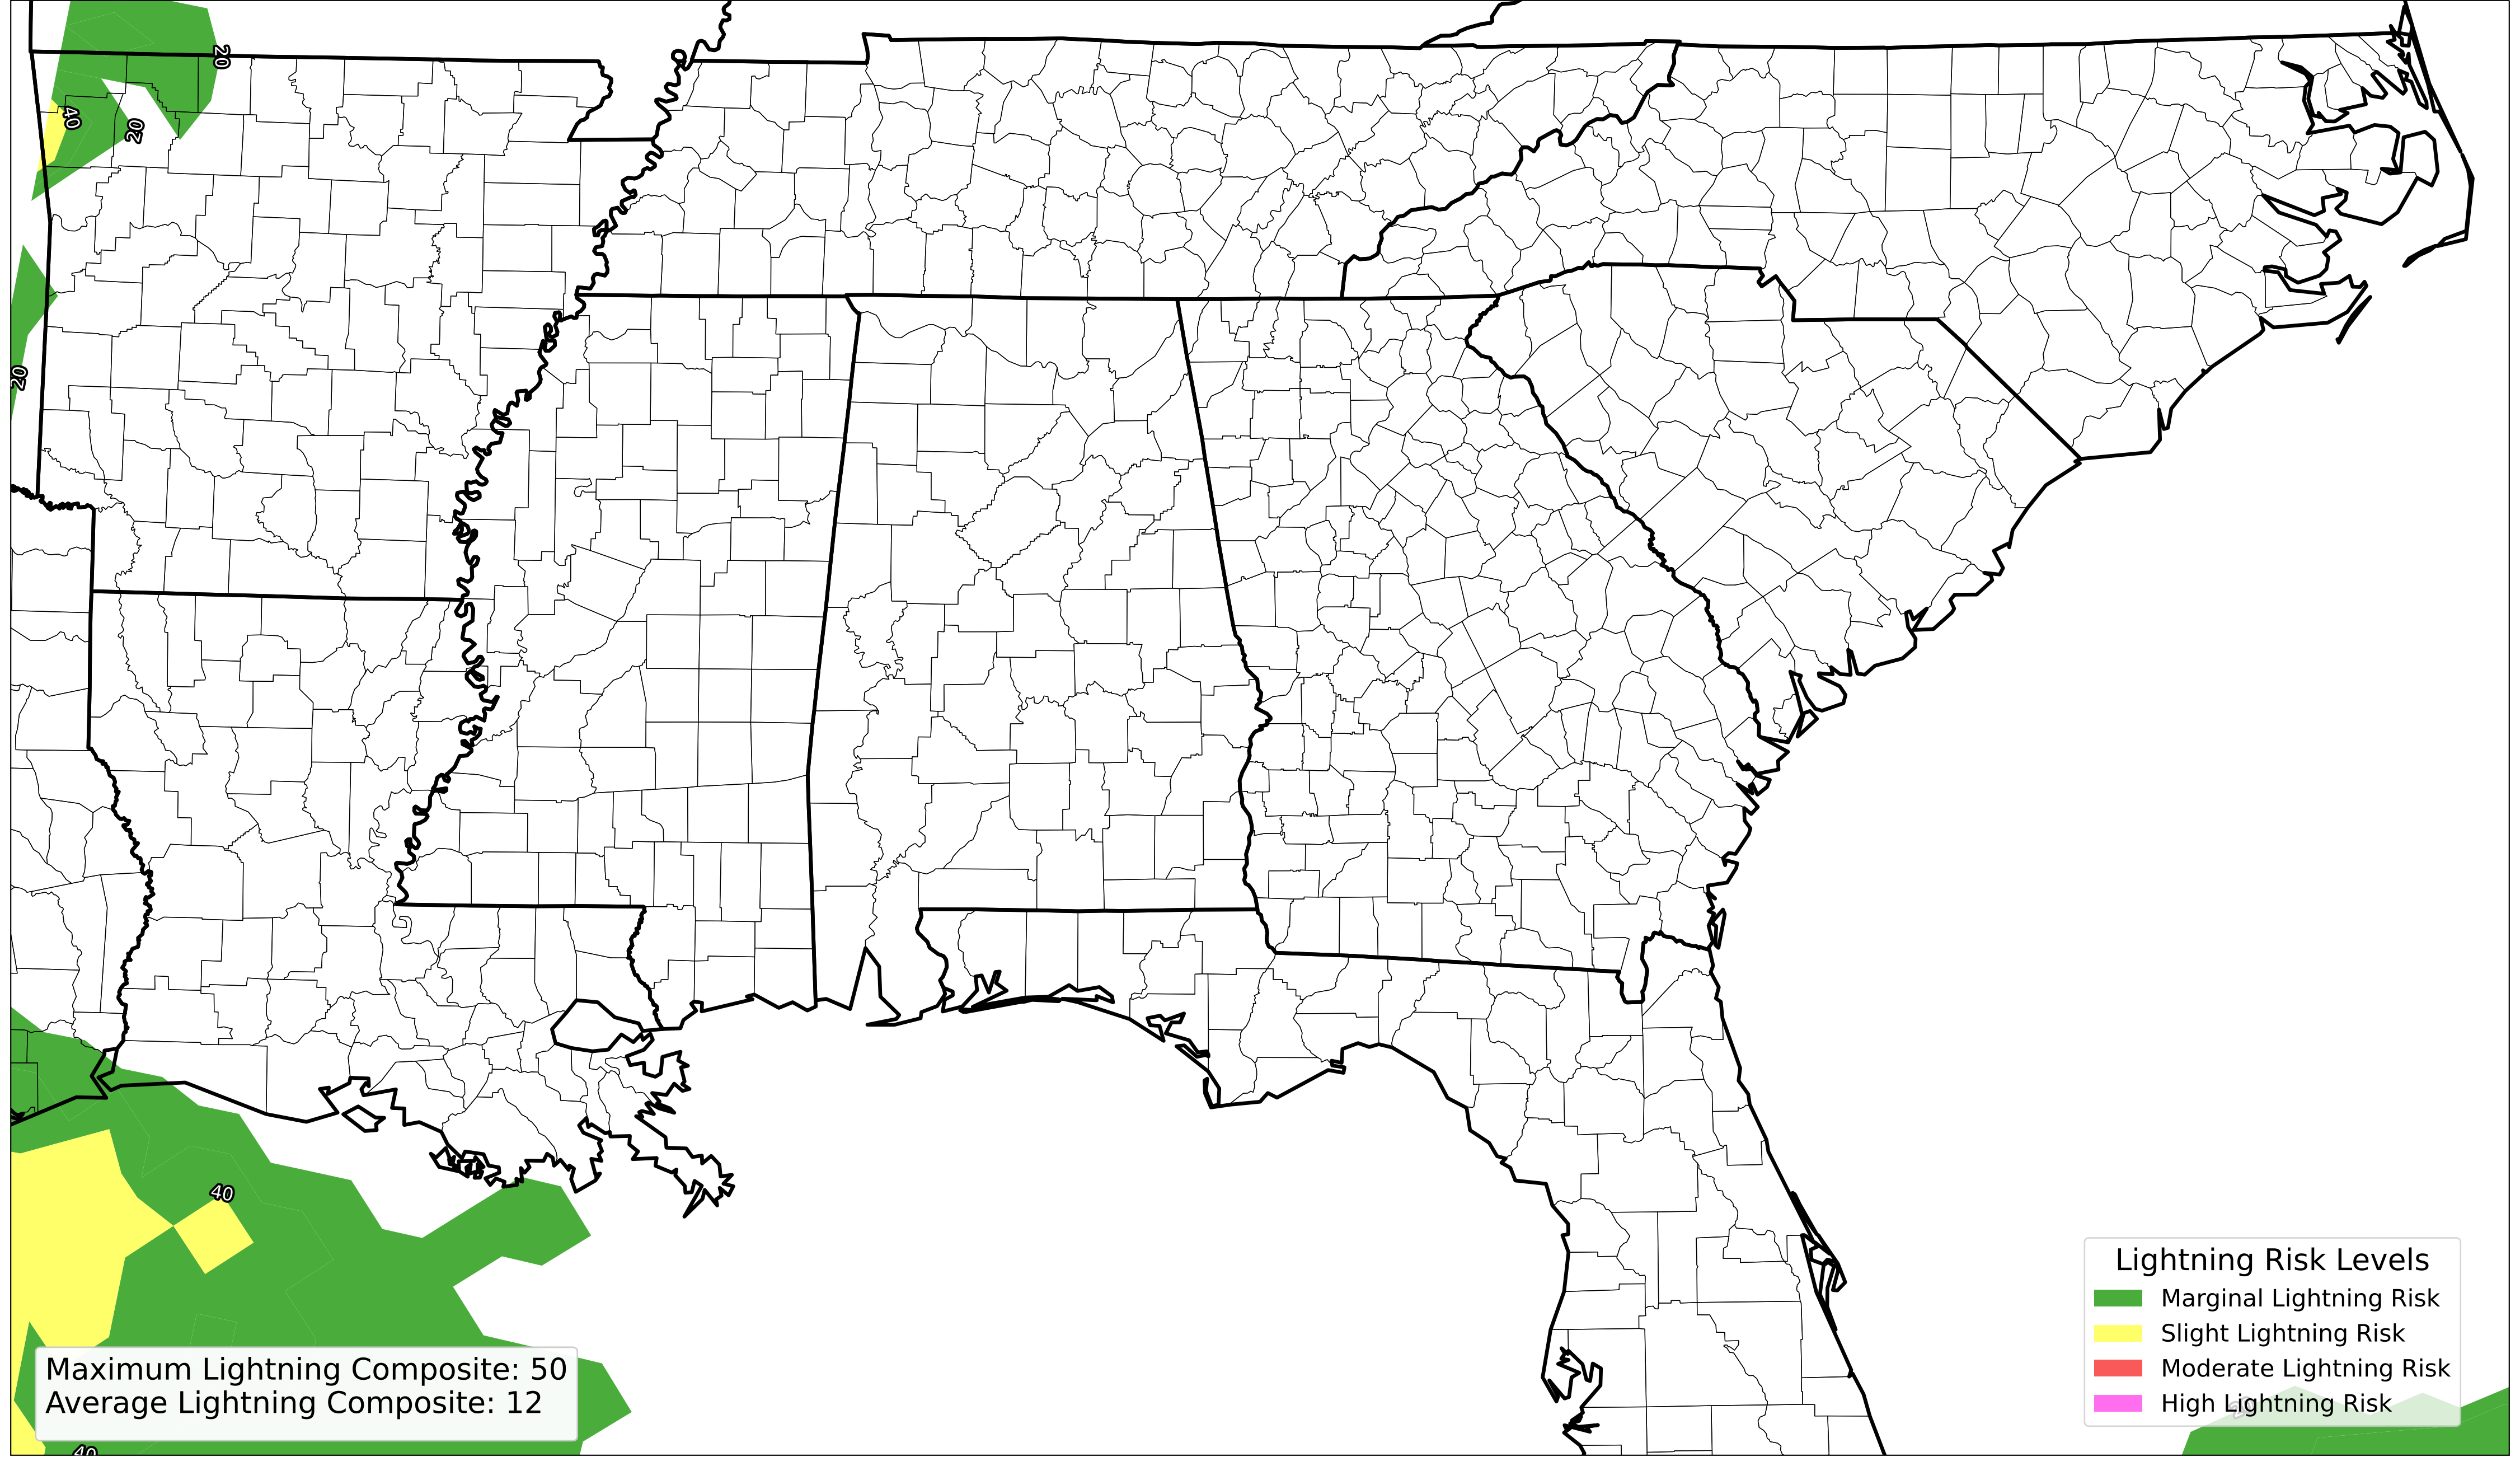 20
40
20
20
40
Lightning Risk Levels
Marginal Lightning Risk
Slight Lightning Risk
Moderate Lightning Risk
High Lightning Risk
Maximum Lightning Composite: 50
Average Lightning Composite: 12
40